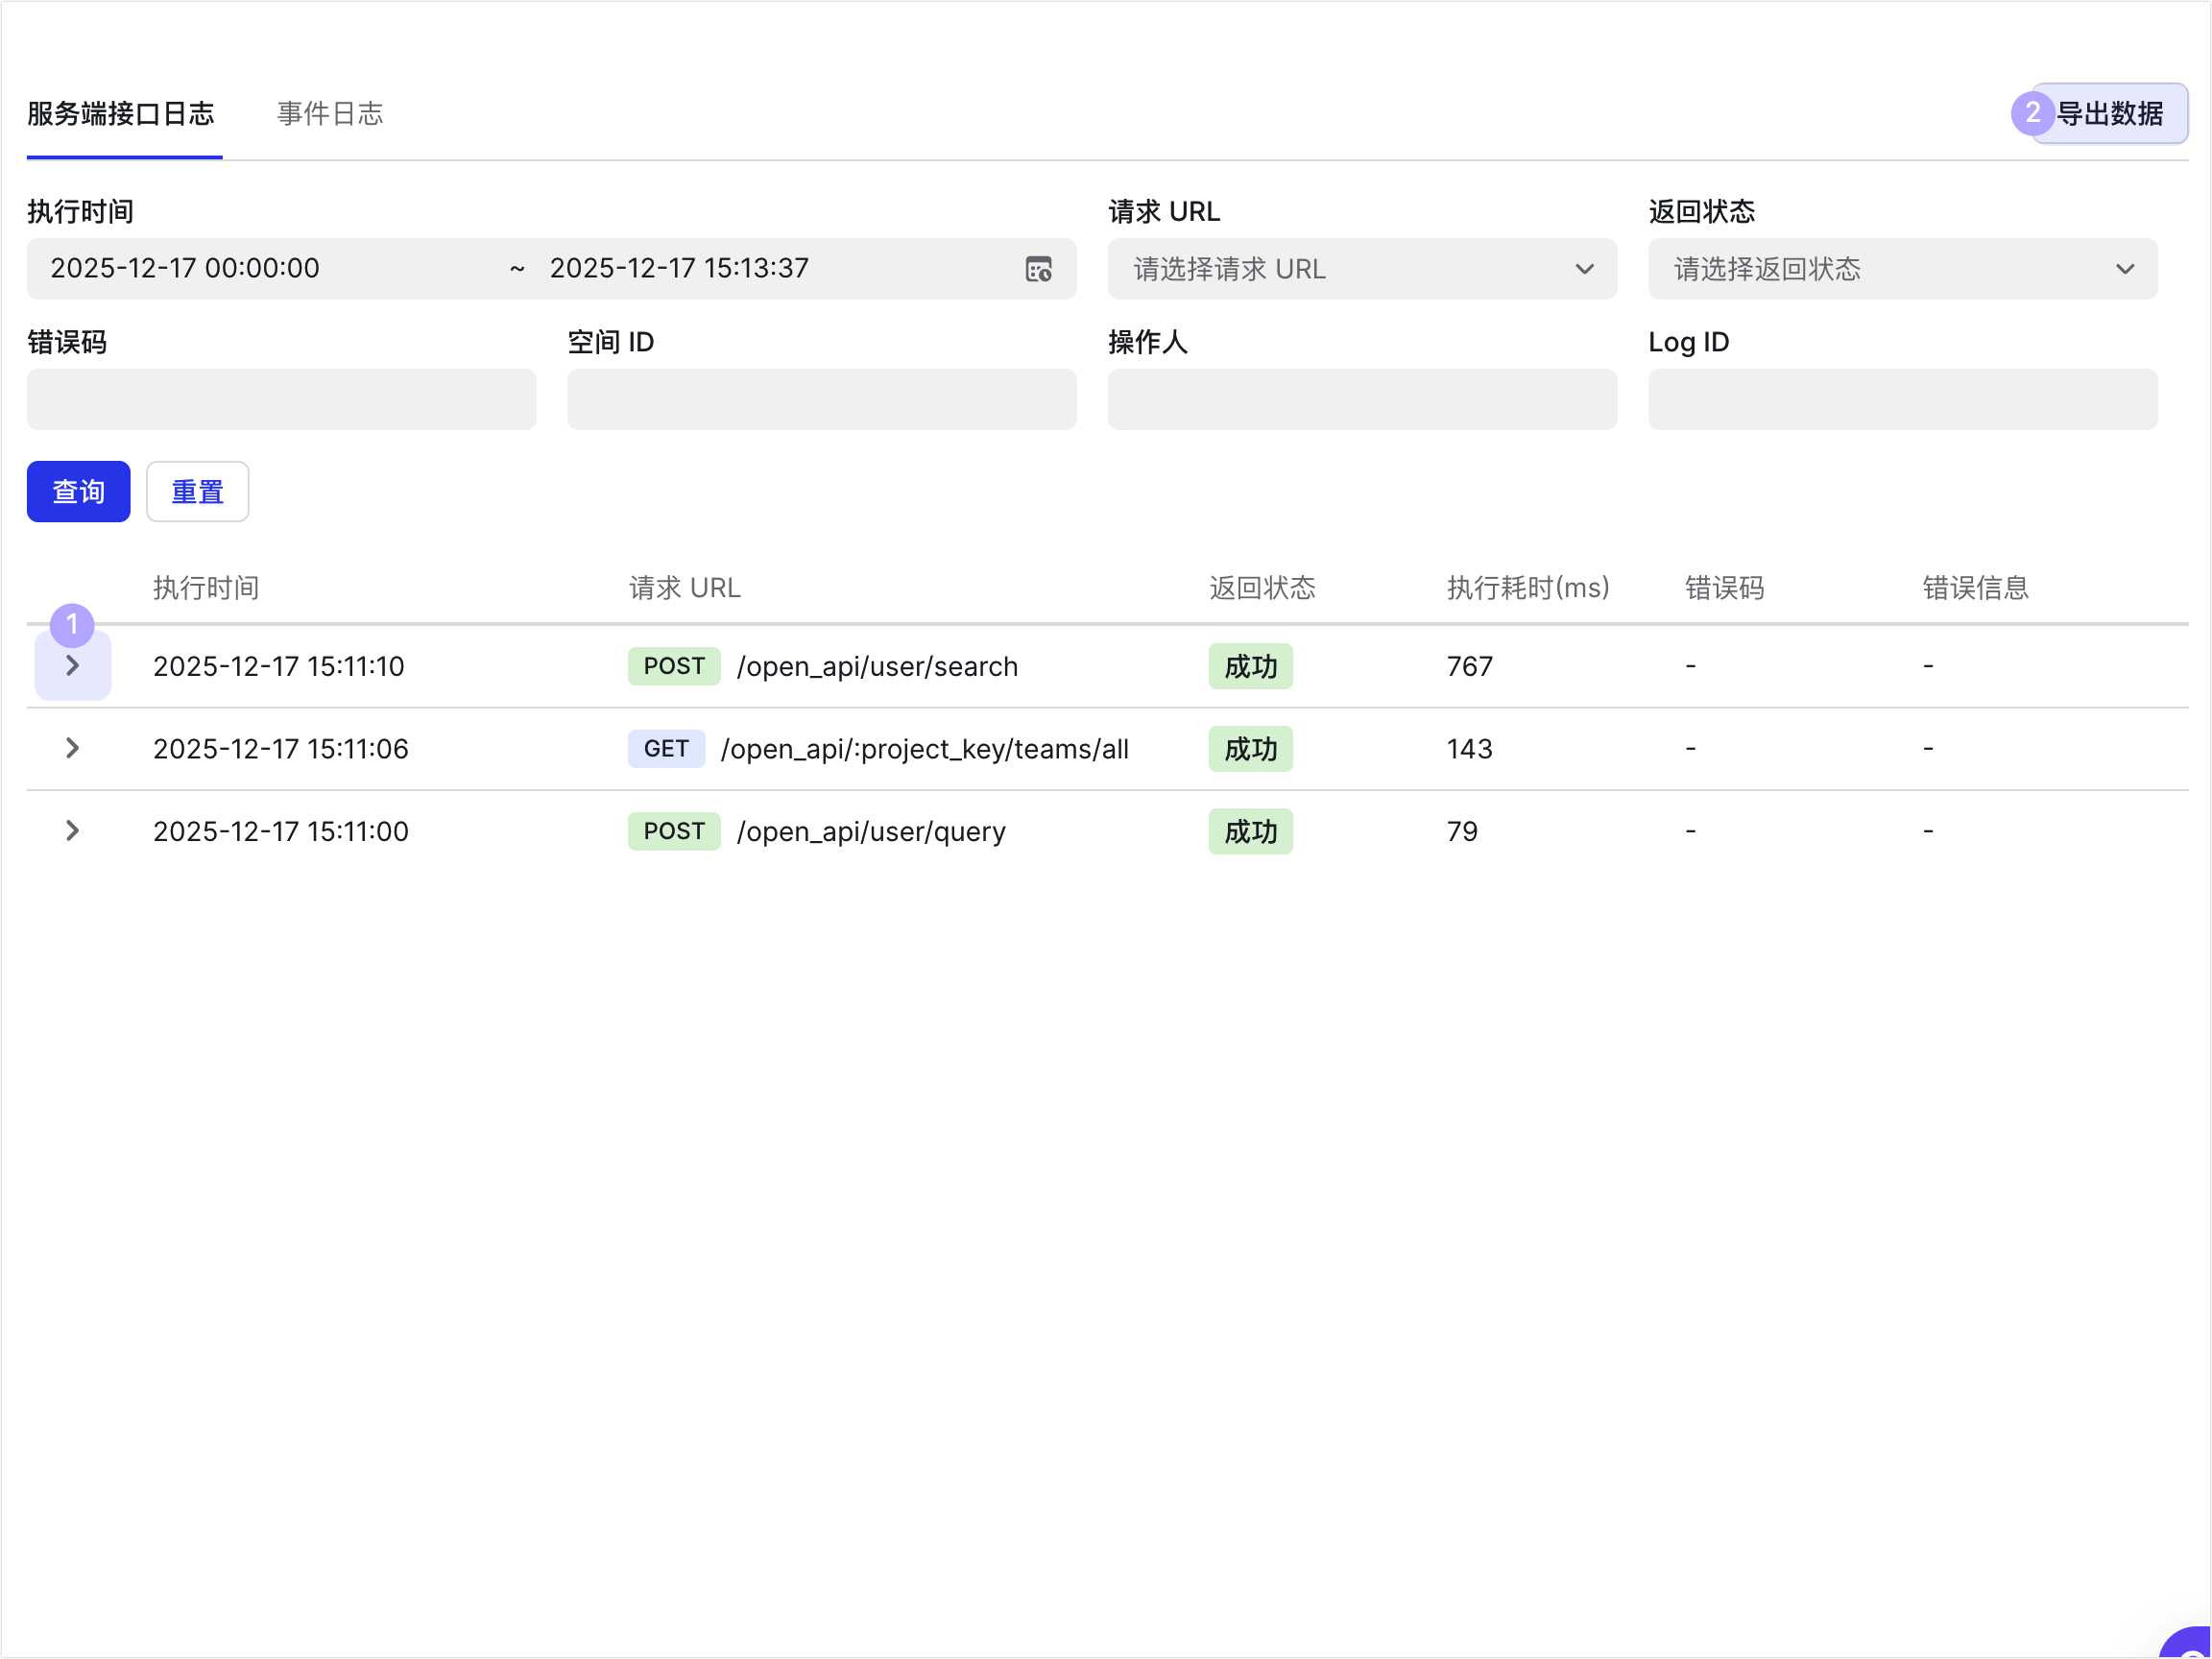 服务端接口日志 事件日志 2 导出数据
执行时间 请求 URL 返回状态
2025-12-17 00:00:00 ~ 2025-12-17 15:13:37 请选择请求 URL 请选择返回状态
错误码 空间 ID 操作人 Log ID
查询 重置
执行时间 请求 URL 返回状态 执行耗时(ms) 错误码 错误信息
1
2025-12-17 15:11:10 POST /open_api/user/search 成功 767 - -
2025-12-17 15:11:06 GET /open_api/:project_key/teams/all 成功 143 - -
2025-12-17 15:11:00 POST /open_api/user/query 成功 79 - -